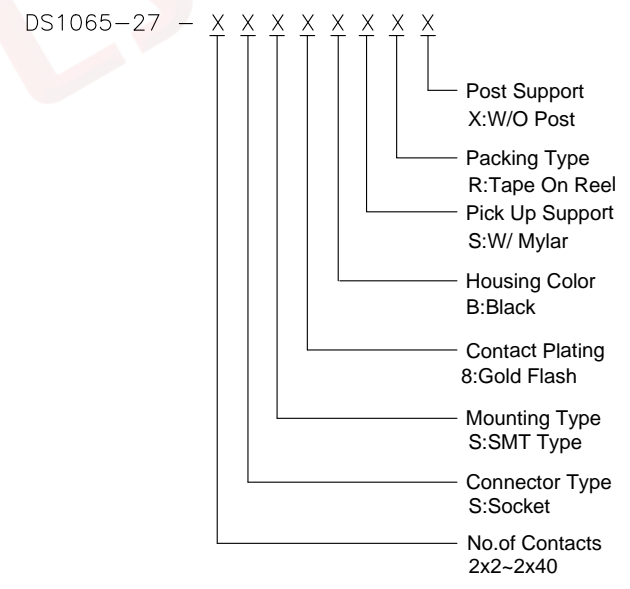 DS1065-27 - X X X X X X X X
Post Support
X:W/O Post
Packing Type
R:Tape On Reel
Pick Up Support
S:W/ Mylar
Housing Color
B:Black
Contact Plating
8:Gold Flash
Mounting Type
S:SMT Type
Connector Type
S:Socket
No.of Contacts
2x2~2x40